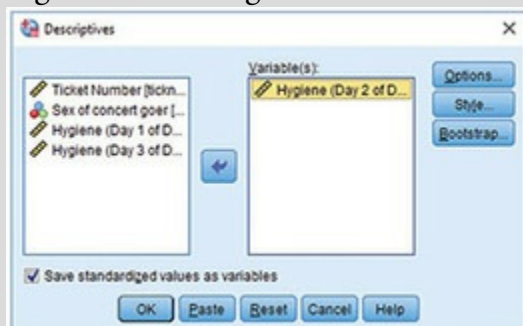 Descriptives
Variable(s):
Ticket Number [tickn...
Sex of concert goer [...
Hygiene (Day 1 of D...
Hygiene (Day 3 of D...
Hygiene (Day 2 of D...
Options...
Style...
Bootstrap...
Save standardized values as variables
OK Paste Reset Cancel Help